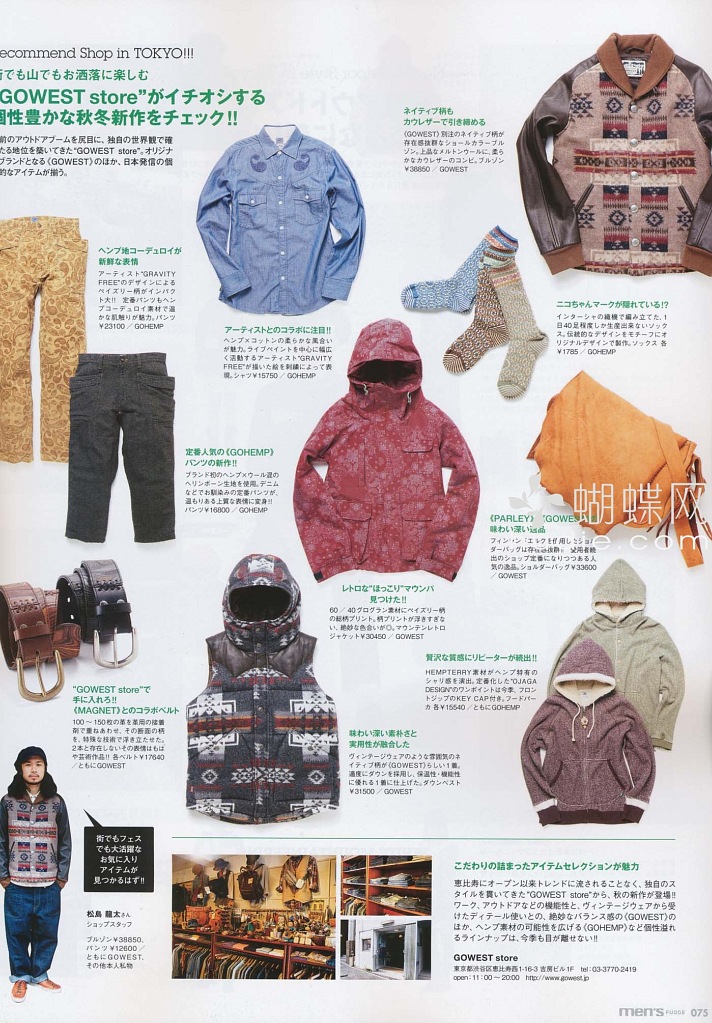 ecommend Shop in TOKYO!!!
街でも山でもお洒落に楽しむ
“GOWEST store”がイチオシする
個性豊かな秋冬新作をチェック!!
前のアウトドアブームを尻目に、独自の世界観で確
たる地位を築いてきた“GOWEST store”。オリジナ
ブランドとなる《GOWEST》のほか、日本発信の個
的なアイテムが揃う。
ネイティブ柄も
カウレザーで引き締める
《GOWEST》別注のネイティブ柄が
存在感抜群なショールカラーブル
ゾン。上品なメルトンウールに、柔ら
かなカウレザーのコンビ。ブルゾン
¥38850 / GOWEST
ヘンプ地コーデュロイが
新鮮な表情
アーティスト“GRAVITY
FREE”のデザインによる
ペイズリー柄がインパク
ト大!! 定番パンツもヘン
プコーデュロイ素材で温
かな肌触りが魅力。パンツ
¥23100 / GOHEMP
アーティストとのコラボに注目!!
ヘンプ×コットンの柔らかな風合い
が魅力。ライブペイントを中心に幅広
く活動するアーティスト“GRAVITY
FREE”が描いた絵を刺繍によって表
現。シャツ¥15750 / GOHEMP
ニコちゃんマークが隠れている!?
インターシャの織機で編み立てた、1
日40足程度しか生産出来ないソック
ス。伝統的なデザインをモチーフにオ
リジナルデザインで製作。ソックス 各
¥1785 / GOHEMP
定番人気の《GOHEMP》
パンツの新作!!
ブランド初のヘンプ×ウール混のヘ
リンボーン生地を使用。デニム
などでお馴染みの定番パンツが、
温もりある上質な表情に変身!!
パンツ¥16800 / GOHEMP
蝴蝶网
《PARLEY》
味わい深い逸品
出のショップ定番になりつつある人
気の逸品。ショルダーバッグ¥33600
/ GOWEST
レトロな“ほっこり”マウンパ
見つけた!!
60/40グログラン素材にペイズリー柄
の総柄プリント。柄プリントが浮きすぎな
い、絶妙な色合いが◎。マウンテンレトロ
ジャケット¥30450 / GOWEST
贅沢な質感にリピーターが続出!!
HEMPTERRY素材がヘンプ特有の
シャリ感を演出。定番化した“OJAGA
DESIGN”のワンポイントは今季、フロン
トジップのKEY CAP付き。フードパー
カ 各¥15540 / ともにGOHEMP
“GOWEST store”で
手に入れろ!!
《MAGNET》とのコラボベルト
100〜150枚の革を革用の接着
剤で重ねあわせ、その断面の柄
を、特殊な技術で浮き立たせた。
2本と存在しないその表情はもは
や芸術作品!! 各ベルト¥17640
/ともにGOWEST
味わい深い素朴さと
実用性が融合した
ヴィンテージウェアのような雰囲気のネ
イティブ柄が《GOWEST》らしい1着。
適度にダウンを採用し、保温性・機能性
に優れる1着に仕上げた。ダウンベスト
¥31500 / GOWEST
街でもフェス
でも大活躍な
お気に入り
アイテムが
見つかるはず!!
松島 龍太さん
ショップスタッフ
ブルゾン¥38850、
パンツ¥12600 /
ともにGOWEST、
その他本人私物
こだわりの詰まったアイテムセレクションが魅力
恵比寿にオープン以来トレンドに流されることなく、独自のス
タイルを貫いてきた“GOWEST store”から、秋の新作が登場!!
ワーク、アウトドアなどの機能性と、ヴィンテージウェアから受
けたディテール使いとの、絶妙なバランス感の《GOWEST》の
ほか、ヘンプ素材の可能性を広げる《GOHEMP》など個性溢れ
るラインナップは、今季も目が離せない!!
GOWEST store
東京都渋谷区恵比寿西1-16-3 吉房ビル1F tel:03-3770-2419
open:11:00〜20:00 http://www.gowest.jp
men's FUDGE 075